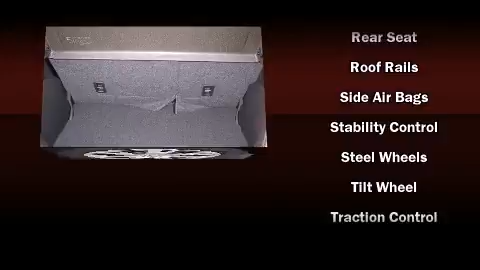 Rear Seat
Roof Rails
Side Air Bags
Stability Control
Steel Wheels
Tilt Wheel
Traction Control